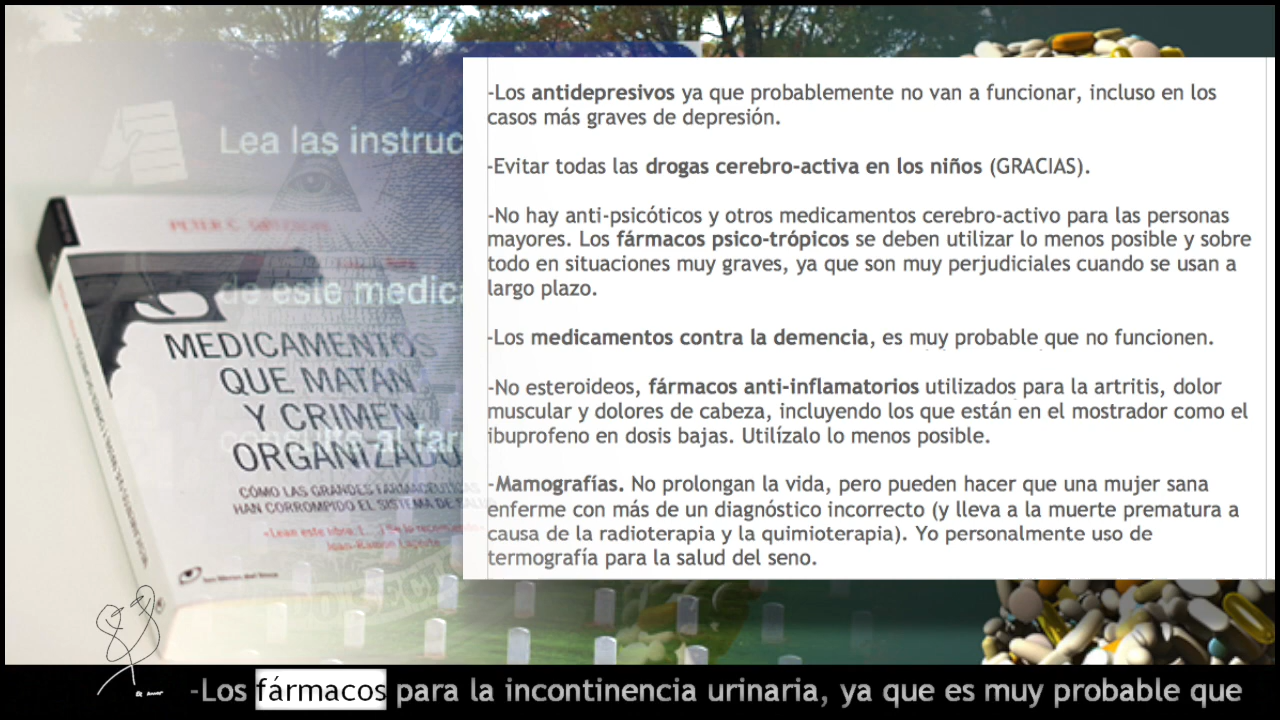 Lea las instruc
de este medic
consulte al far
PETER C. GØTZSCHE
MEDICAMENTOS
QUE MATAN
Y CRIMEN
ORGANIZADO
CÓMO LAS GRANDES FARMACÉUTICAS
HAN CORROMPIDO EL SISTEMA DE SALUD
-Los antidepresivos ya que probablemente no van a funcionar, incluso en los
casos más graves de depresión.
-Evitar todas las drogas cerebro-activa en los niños (GRACIAS).
-No hay anti-psicóticos y otros medicamentos cerebro-activo para las personas
mayores. Los fármacos psico-trópicos se deben utilizar lo menos posible y sobre
todo en situaciones muy graves, ya que son muy perjudiciales cuando se usan a
largo plazo.
-Los medicamentos contra la demencia, es muy probable que no funcionen.
-No esteroideos, fármacos anti-inflamatorios utilizados para la artritis, dolor
muscular y dolores de cabeza, incluyendo los que están en el mostrador como el
ibuprofeno en dosis bajas. Utilízalo lo menos posible.
-Mamografías. No prolongan la vida, pero pueden hacer que una mujer sana
enferme con más de un diagnóstico incorrecto (y lleva a la muerte prematura a
causa de la radioterapia y la quimioterapia). Yo personalmente uso de
termografía para la salud del seno.
-Los fármacos para la incontinencia urinaria, ya que es muy probable que